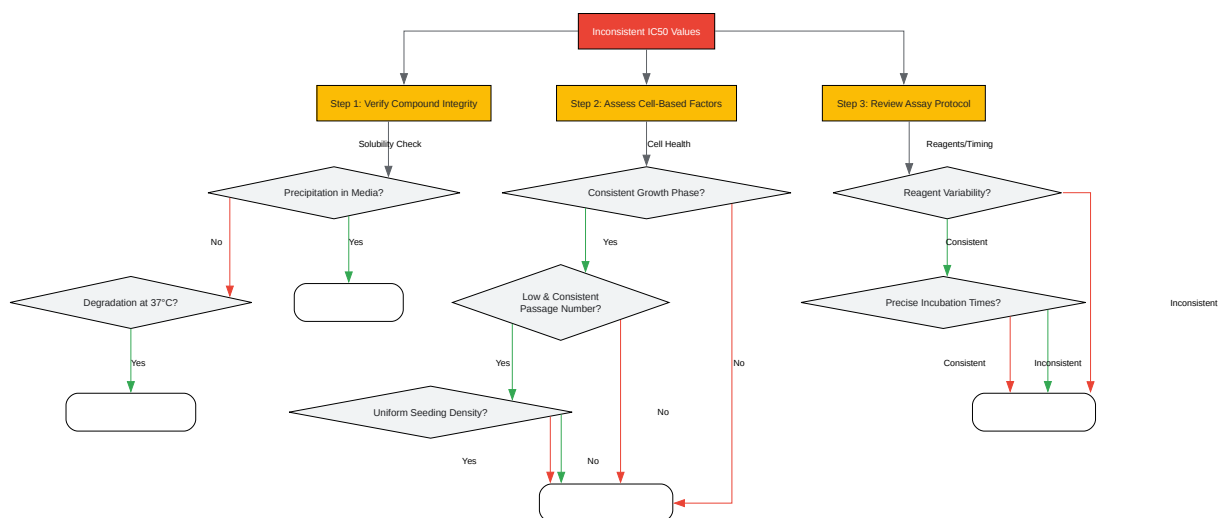 Inconsistent IC50 Values
Step 1: Verify Compound Integrity
Step 2: Assess Cell-Based Factors
Step 3: Review Assay Protocol
Solubility Check
Cell Health
Reagents/Timing
Precipitation in Media?
Consistent Growth Phase?
Reagent Variability?
No
Yes
Yes
Consistent
Degradation at 37°C?
Low & Consistent
Passage Number?
Precise Incubation Times?
Inconsistent
Yes
Yes
No
Consistent
Inconsistent
Uniform Seeding Density?
No
Yes
No